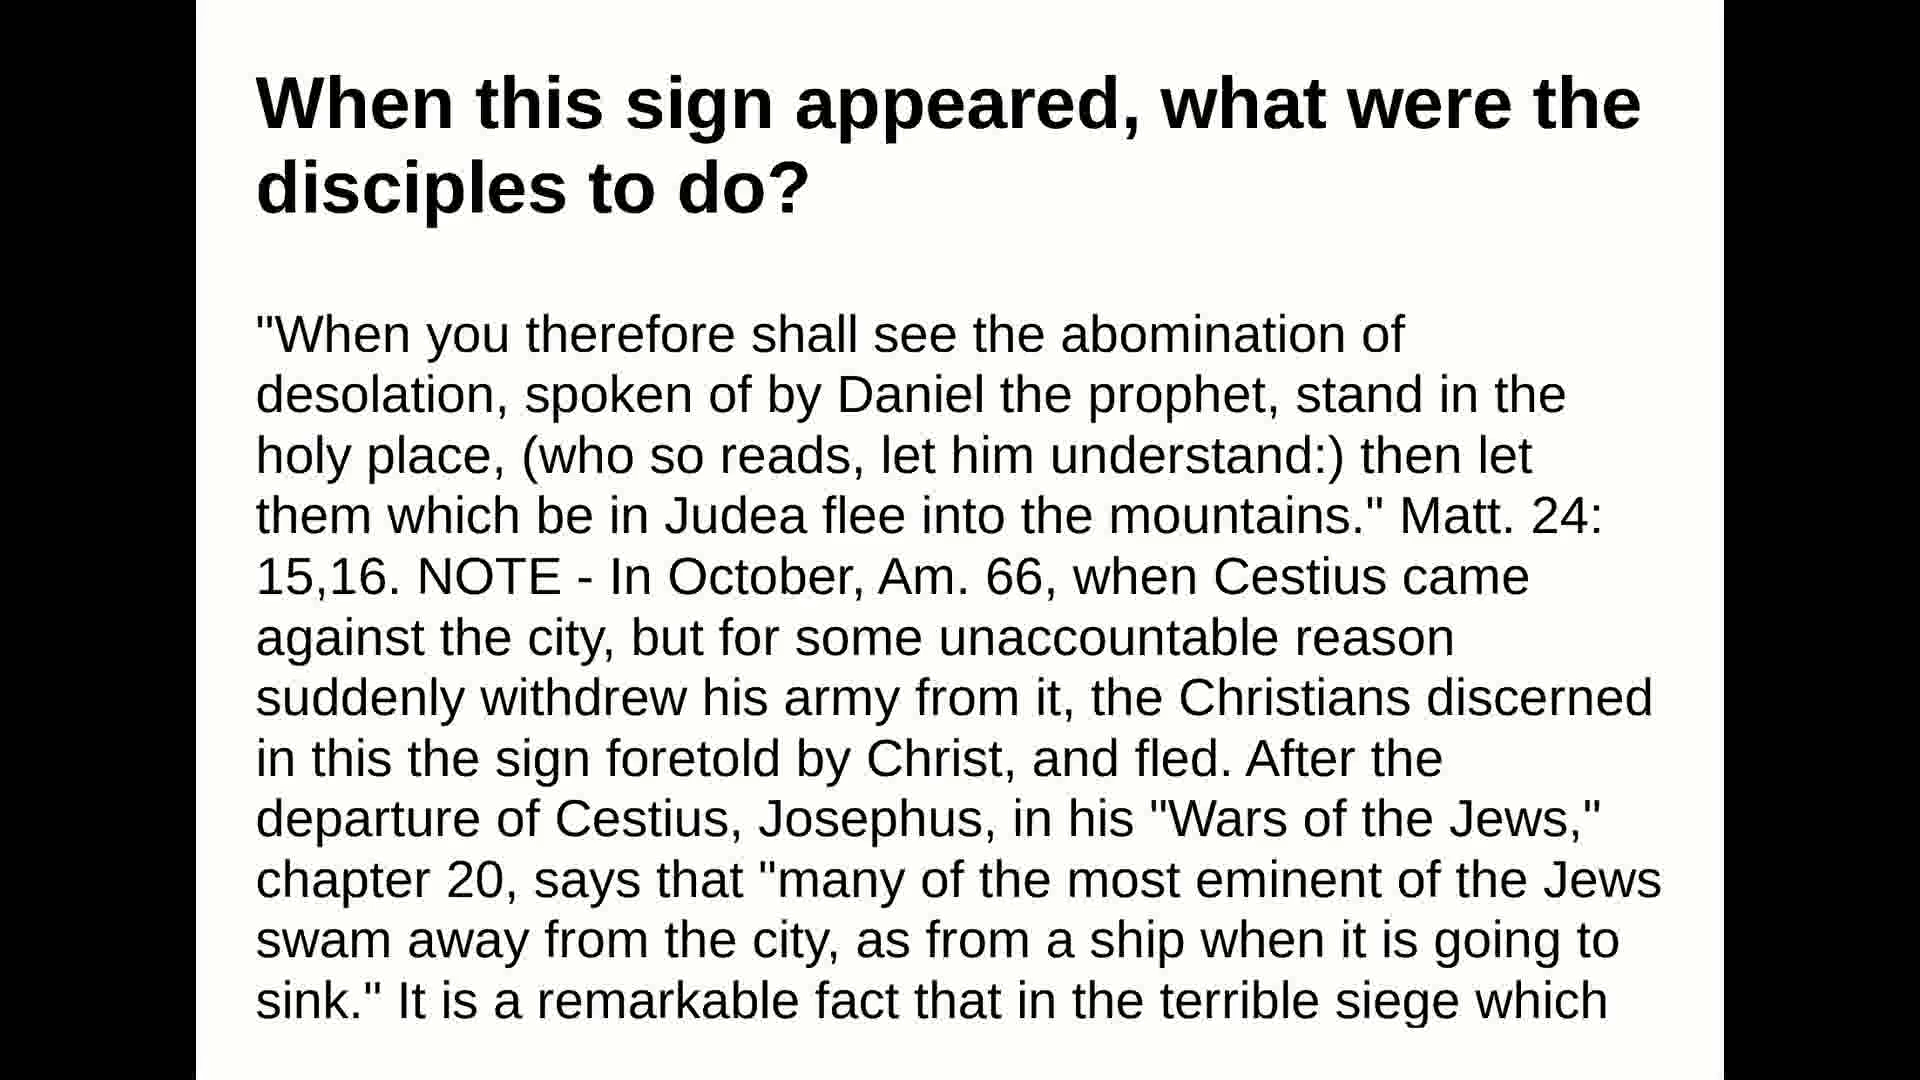 When this sign appeared, what were the
disciples to do?
"When you therefore shall see the abomination of
desolation, spoken of by Daniel the prophet, stand in the
holy place, (who so reads, let him understand:) then let
them which be in Judea flee into the mountains." Matt. 24:
15,16. NOTE - In October, Am. 66, when Cestius came
against the city, but for some unaccountable reason
suddenly withdrew his army from it, the Christians discerned
in this the sign foretold by Christ, and fled. After the
departure of Cestius, Josephus, in his "Wars of the Jews,"
chapter 20, says that "many of the most eminent of the Jews
swam away from the city, as from a ship when it is going to
sink." It is a remarkable fact that in the terrible siege which